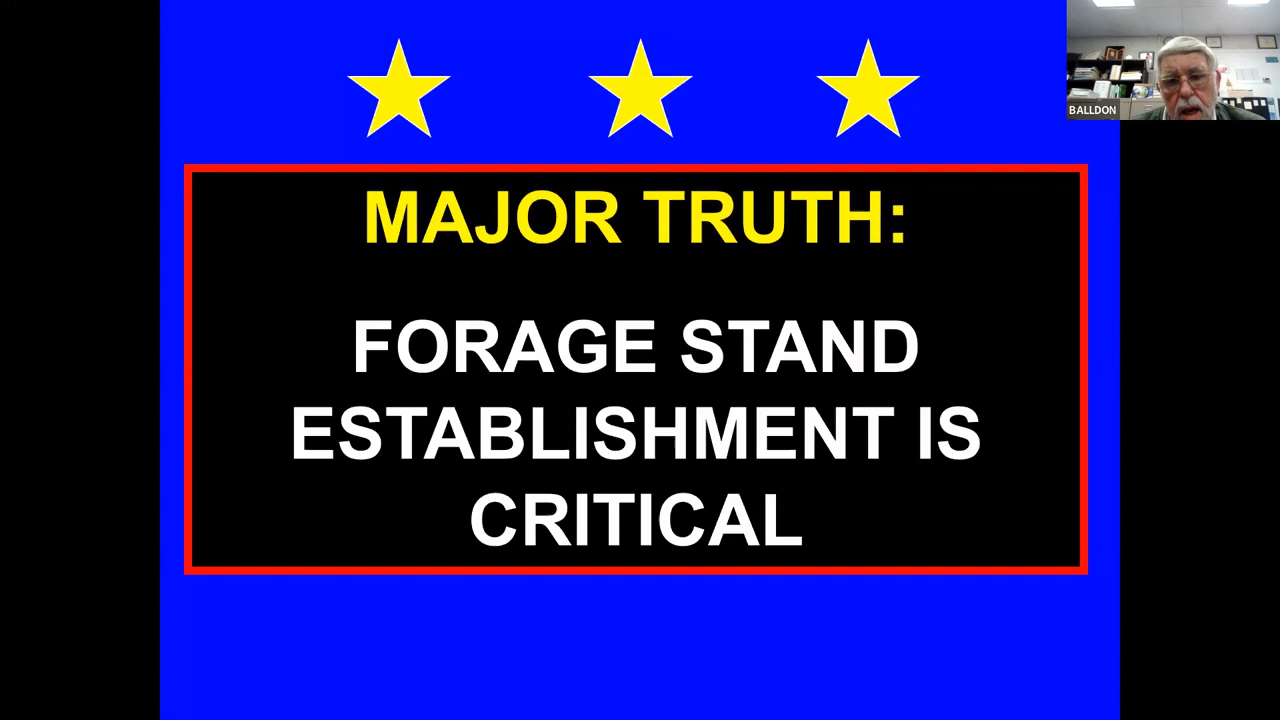 BALLDON
MAJOR TRUTH:
FORAGE STAND
ESTABLISHMENT IS
CRITICAL